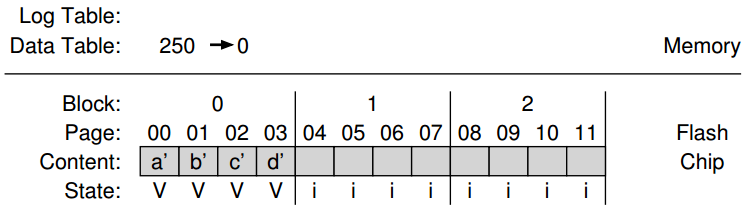 Log Table:
Data Table: 250 → 0 Memory
Block: 0 1 2
Page: 00 01 02 03 04 05 06 07 08 09 10 11 Flash
Content: a’ b’ c’ d’ Chip
State: V V V V i i i i i i i i